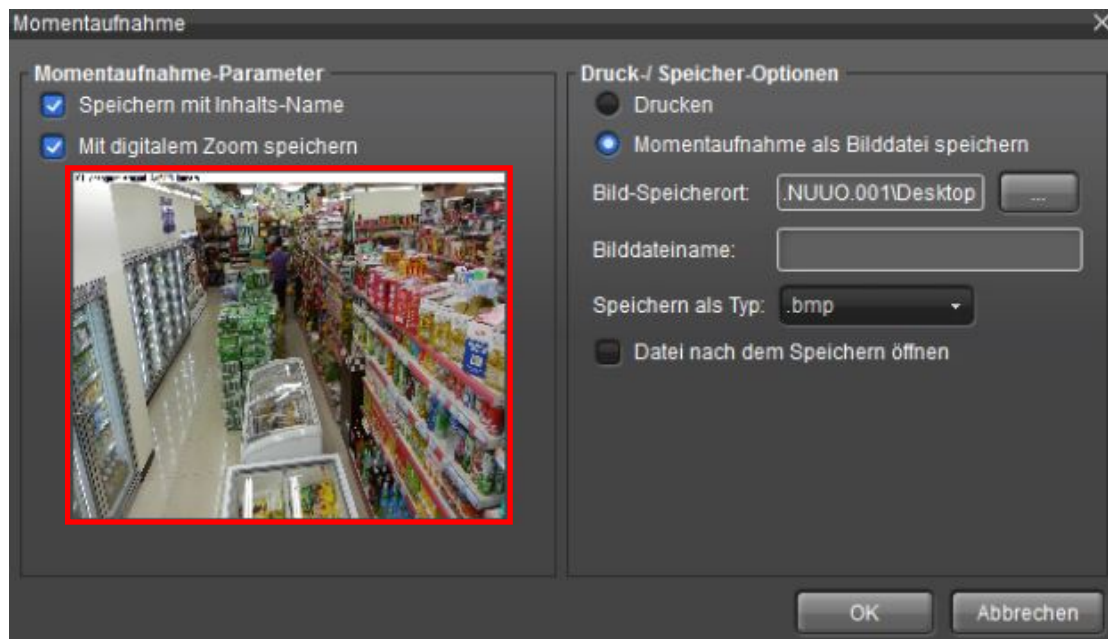 Momentaufnahme
Momentaufnahme-Parameter
Speichern mit Inhalts-Name
Mit digitalem Zoom speichern
Druck-/ Speicher-Optionen
Drucken
Momentaufnahme als Bilddatei speichern
Bild-Speicherort: .NUUO.001\Desktop ...
Bilddateiname:
Speichern als Typ: .bmp
Datei nach dem Speichern öffnen
OK Abbrechen